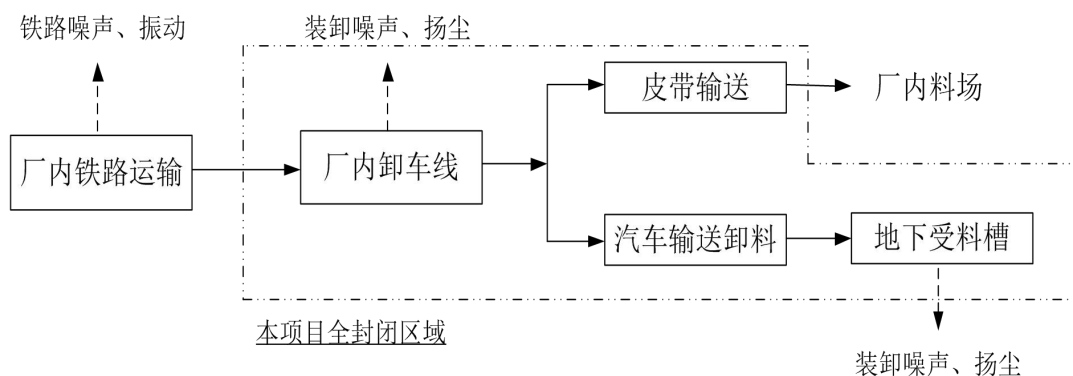 铁路噪声、振动
装卸噪声、扬尘
皮带输送
厂内料场
厂内铁路运输
厂内卸车线
汽车输送卸料
地下受料槽
本项目全封闭区域
装卸噪声、扬尘